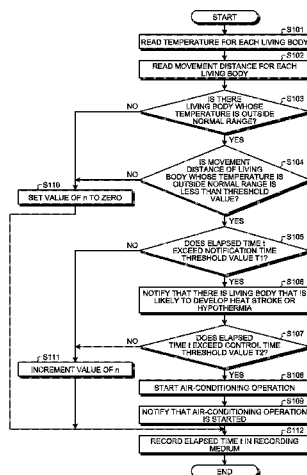 START
S101
READ TEMPERATURE FOR EACH LIVING BODY
S102
READ MOVEMENT DISTANCE FOR EACH
LIVING BODY
S103
IS THERE
LIVING BODY WHOSE
TEMPERATURE IS OUTSIDE
NORMAL RANGE?
NO
YES
S104
IS MOVEMENT
DISTANCE OF LIVING
BODY WHOSE TEMPERATURE IS
OUTSIDE NORMAL RANGE IS
LESS THAN THRESHOLD
VALUE?
NO
S110
SET VALUE OF n TO ZERO
YES
S105
DOES ELAPSED TIME t
EXCEED NOTIFICATION TIME
THRESHOLD VALUE T1?
NO
YES
S106
NOTIFY THAT THERE IS LIVING BODY THAT IS
LIKELY TO DEVELOP HEAT STROKE OR
HYPOTHERMIA
S107
DOES ELAPSED
TIME t EXCEED CONTROL TIME
THRESHOLD VALUE T2?
NO
S111
INCREMENT VALUE OF n
YES
S108
START AIR-CONDITIONING OPERATION
S109
NOTIFY THAT AIR-CONDITIONING OPERATION
IS STARTED
S112
RECORD ELAPSED TIME t IN RECORDING
MEDIUM
END